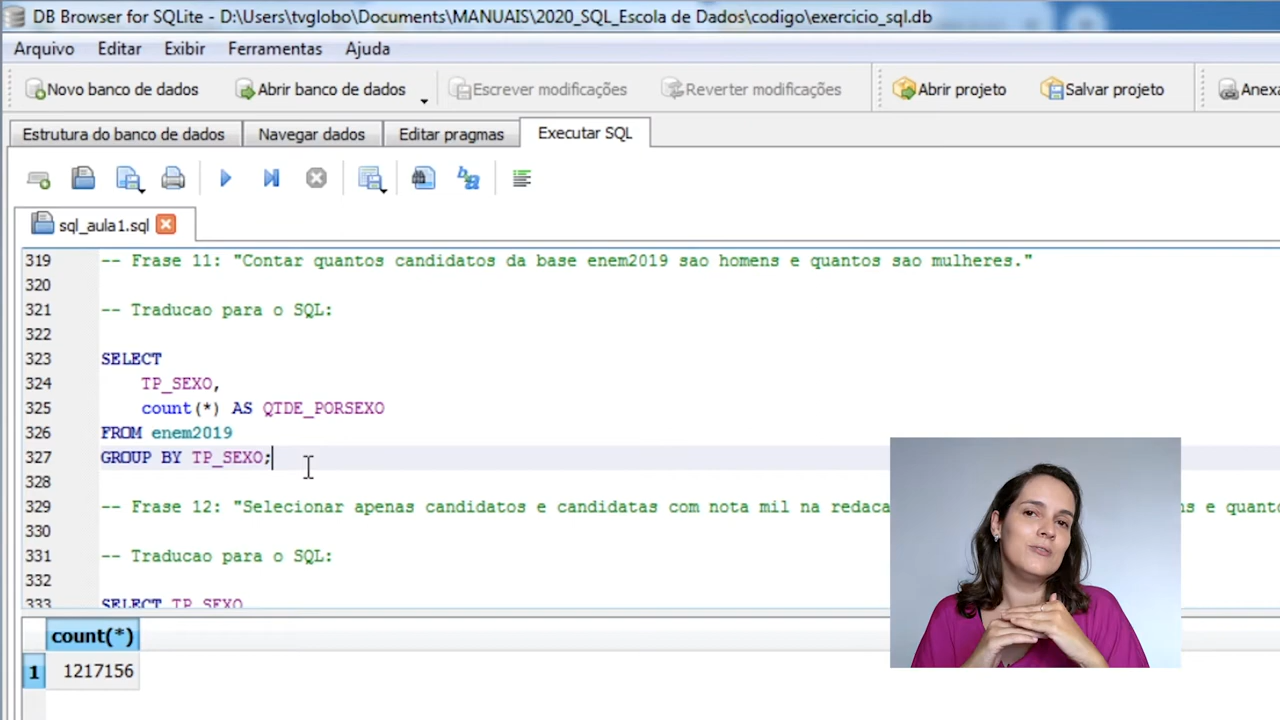 DB Browser for SQLite - D:\Users\tvglobo\Documents\MANUAIS\2020_SQL_Escola de Dados\codigo\exercicio_sql.db
Arquivo Editar Exibir Ferramentas Ajuda
Novo banco de dados Abrir banco de dados Escrever modificações Reverter modificações Abrir projeto Salvar projeto
Estrutura do banco de dados Navegar dados Editar pragmas Executar SQL
sql_aula1.sql
319 -- Frase 11: "Contar quantos candidatos da base enem2019 sao homens e quantos sao mulheres."
320
321 -- Traducao para o SQL:
322
323 SELECT
324 TP_SEXO,
325 count(*) AS QTDE_PORSEXO
326 FROM enem2019
327 GROUP BY TP_SEXO;
328
329 -- Frase 12: "Selecionar apenas candidatos e candidatas com nota mil na e
330
331 -- Traducao para o SQL:
332
333 SELECT TP_SEXO
count(*)
1 1217156